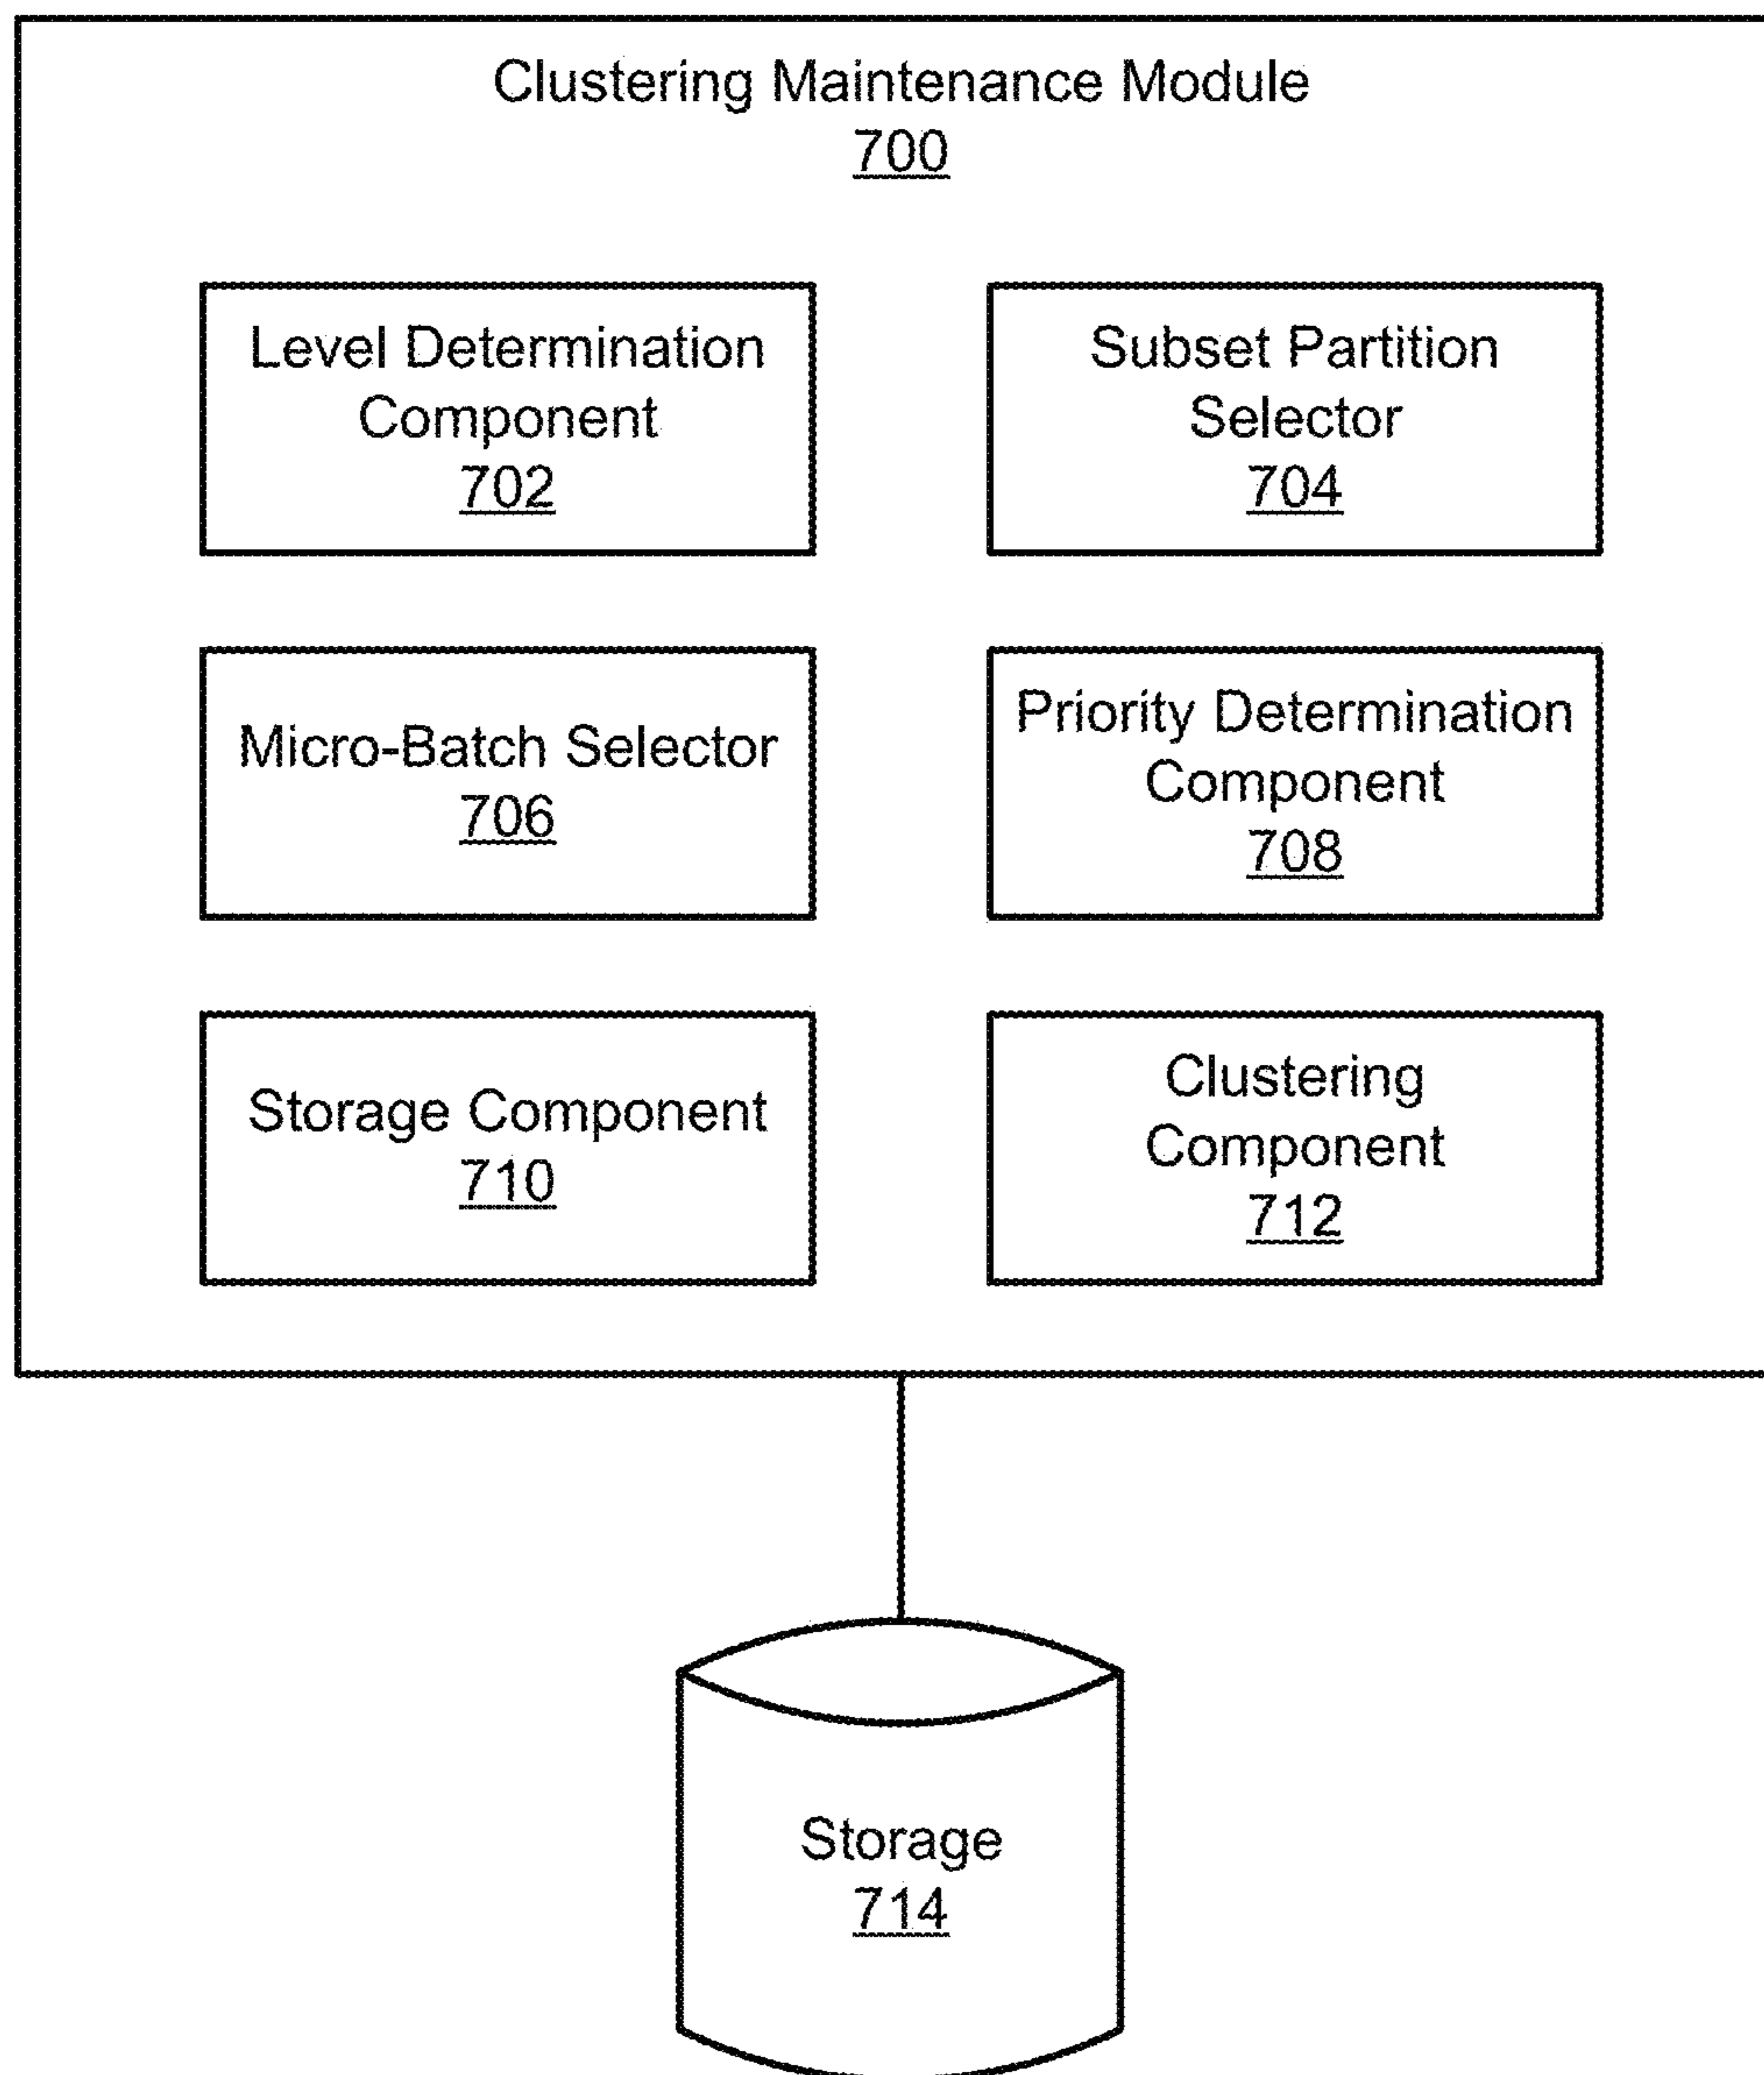 Clustering Maintenance Module
700
Level Determination
Component
702
Subset Partition
Selector
704
Micro-Batch Selector
706
Priority Determination
Component
708
Storage Component
710
Clustering
Component
712
Storage
714